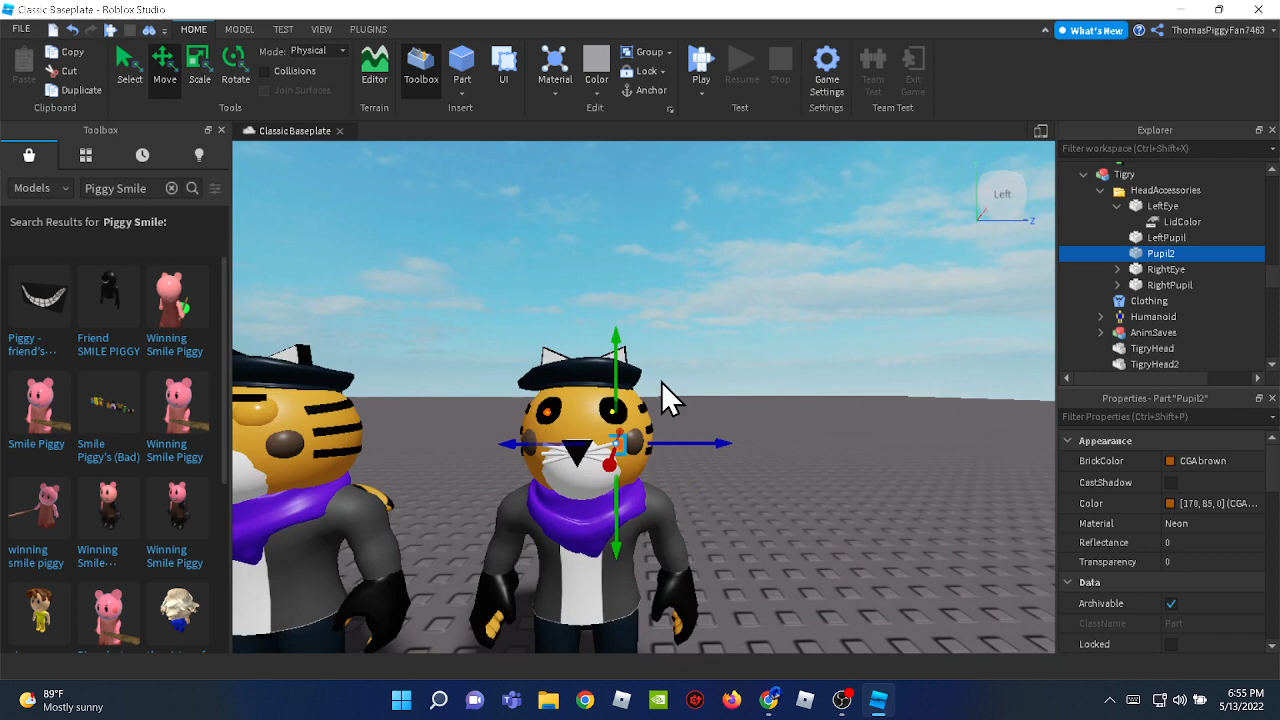 Classic Baseplate - Roblox Studio
FILE HOME MODEL TEST VIEW PLUGINS What's New ThomasPiggyFan7463
Paste Copy Cut Duplicate Clipboard
Select Move Scale Rotate Mode: Physical Collisions Join Surfaces Tools
Editor Terrain
Toolbox Part UI Insert
Material Color Group Lock Anchor Edit
Play Resume Stop Test
Game Settings Settings
Team Test Exit Game Team Test
Toolbox
Models Piggy Smile
Search Results for Piggy Smile:
Piggy - friend's...
Friend SMILE PIGGY
Winning Smile Piggy
Smile Piggy
Smile Piggy's (Bad)
Winning Smile Piggy
winning smile piggy
Winning Smile...
Winning Smile Piggy
Classic Baseplate
Left
Y
Z
Explorer
Filter workspace (Ctrl+Shift+X)
Tigry
HeadAccessories
LeftEye
LidColor
LeftPupil
Pupil2
RightEye
RightPupil
Clothing
Humanoid
AnimSaves
TigryHead
TigryHead2
Properties - Part "Pupil2"
Filter Properties (Ctrl+Shift+P)
Appearance
BrickColor CGA brown
CastShadow
Color [170, 85, 0] (CGA...
Material Neon
Reflectance 0
Transparency 0
Data
Archivable
ClassName Part
Locked
89°F
Mostly sunny
6:55 PM
5/13/2022